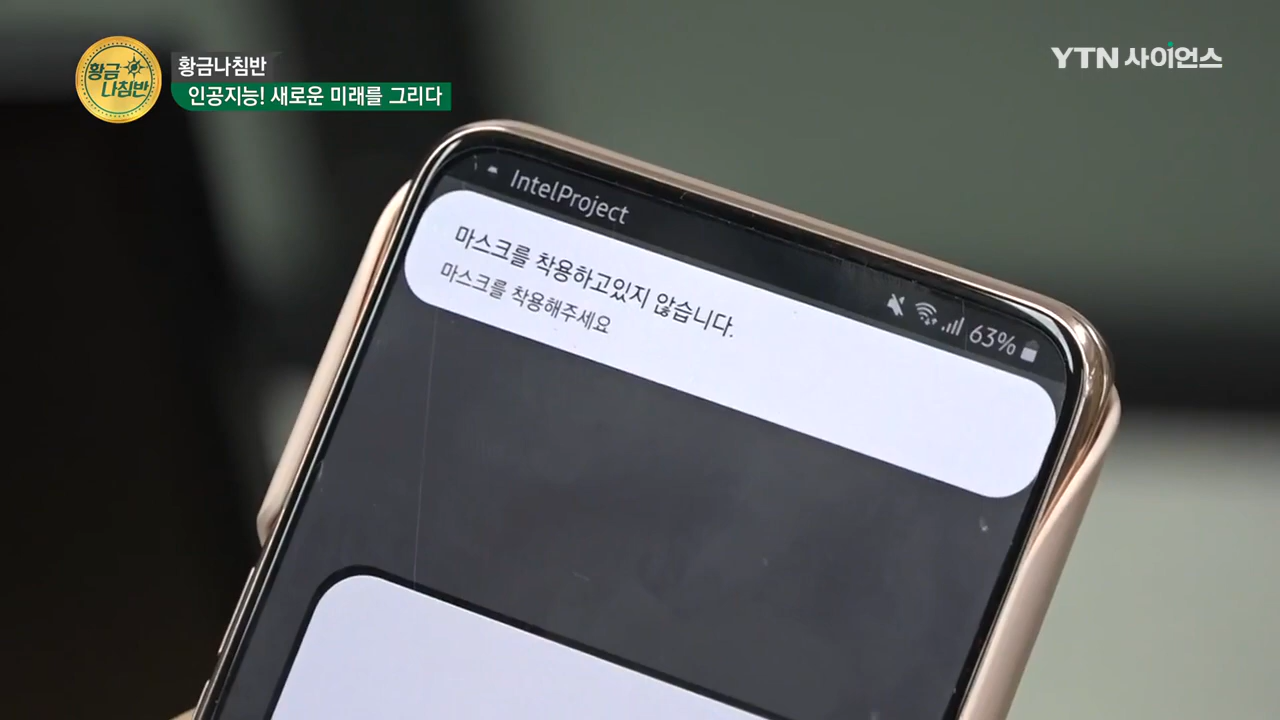 황금
나침반
황금나침반
인공지능! 새로운 미래를 그리다
YTN 사이언스
IntelProject
63%
마스크를 착용하고있지 않습니다.
마스크를 착용해주세요